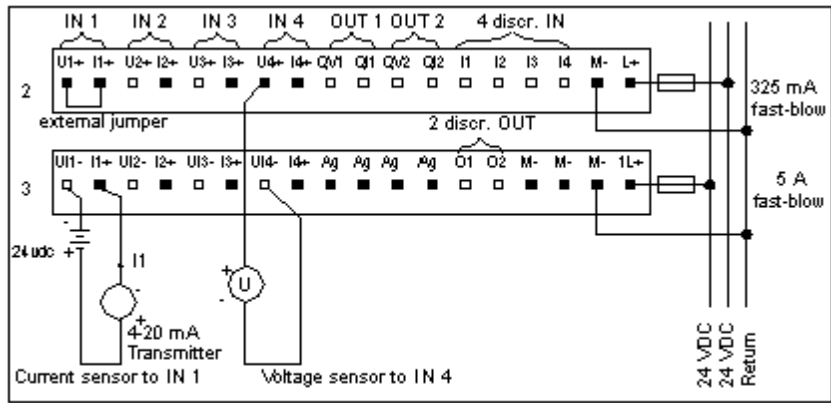 IN 1 IN 2 IN 3 IN 4 OUT 1 OUT 2 4 discr. IN
U1+ I1+ U2+ I2+ U3+ I3+ U4+ I4+ QV1 QI1 QV2 QI2 I1 I2 I3 I4 M- L+
2
external jumper
2 discr. OUT
325 mA
fast-blow
UI1- I1+ UI2- I2+ UI3- I3+ UI4- I4+ Ag Ag Ag Ag O1 O2 M- M- M- 1L+
3
5 A
fast-blow
-
24 vdc +
I1
-
+
4-20 mA
Transmitter
+
U
-
Current sensor to IN 1
Voltage sensor to IN 4
24 VDC
24 VDC
Return